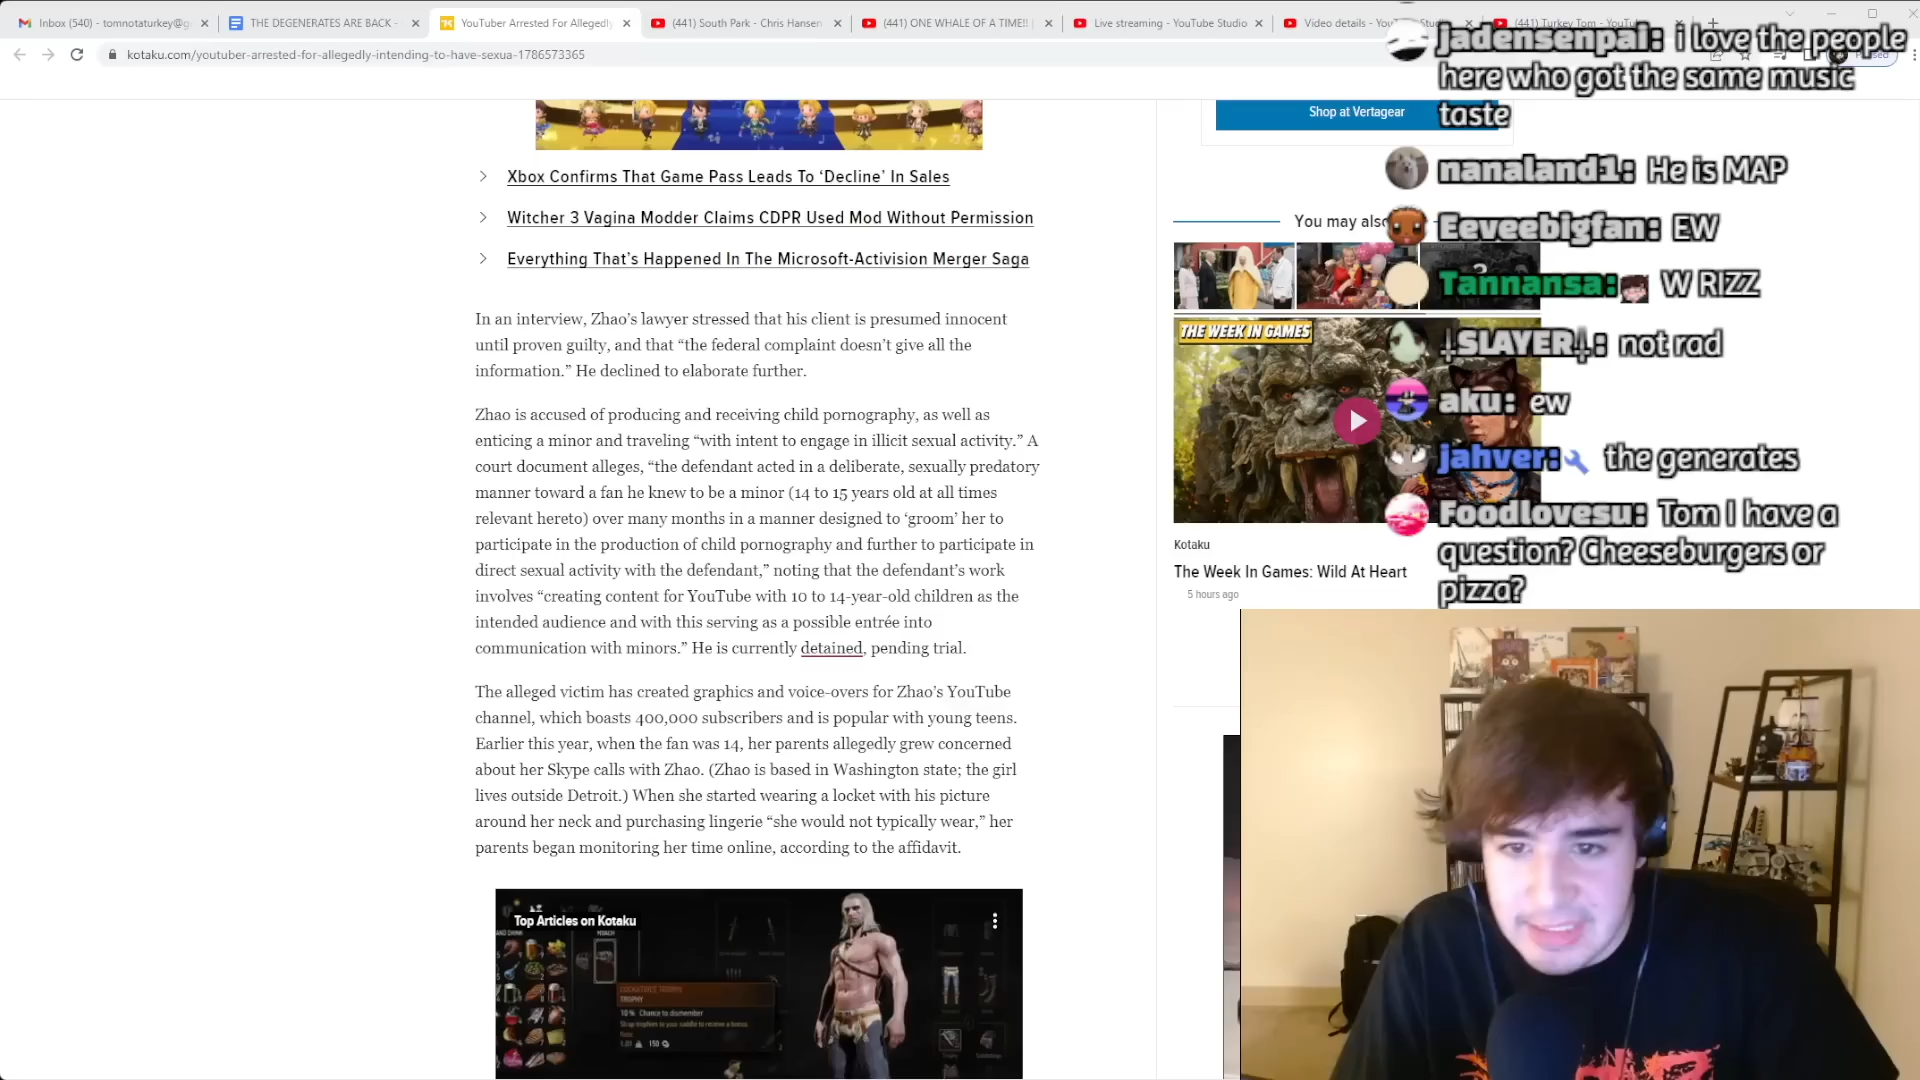 Inbox (540) - tomnotaturkey@g
THE DEGENERATES ARE BACK -
YouTuber Arrested For Allegedly
(441) South Park - Chris Hansen
(441) ONE WHALE OF A TIME!! |
Live streaming - YouTube Studio
(441) Turkey Tom - YouTu
kotaku.com/youtuber-arrested-for-allegedly-intending-to-have-sexua-1786573365
Xbox Confirms That Game Pass Leads To ‘Decline’ In Sales
Witcher 3 Vagina Modder Claims CDPR Used Mod Without Permission
Everything That’s Happened In The Microsoft-Activision Merger Saga
In an interview, Zhao’s lawyer stressed that his client is presumed innocent
until proven guilty, and that “the federal complaint doesn’t give all the
information.” He declined to elaborate further.
Zhao is accused of producing and receiving child pornography, as well as
enticing a minor and traveling “with intent to engage in illicit sexual activity.” A
court document alleges, “the defendant acted in a deliberate, sexually predatory
manner toward a fan he knew to be a minor (14 to 15 years old at all times
relevant hereto) over many months in a manner designed to ‘groom’ her to
participate in the production of child pornography and further to participate in
direct sexual activity with the defendant,” noting that the defendant’s work
involves “creating content for YouTube with 10 to 14-year-old children as the
intended audience and with this serving as a possible entrée into
communication with minors.” He is currently detained, pending trial.
The alleged victim has created graphics and voice-overs for Zhao’s YouTube
channel, which boasts 400,000 subscribers and is popular with young teens.
Earlier this year, when the fan was 14, her parents allegedly grew concerned
about her Skype calls with Zhao. (Zhao is based in Washington state; the girl
lives outside Detroit.) When she started wearing a locket with his picture
around her neck and purchasing lingerie “she would not typically wear,” her
parents began monitoring her time online, according to the affidavit.
Top Articles on Kotaku
TROPHY
10% Chance to dismember
150
Shop at Vertagear
You may also
THE WEEK IN GAMES
Kotaku
The Week In Games: Wild At Heart
5 hours ago
jadensenpai: i love the people
here who got the same music
taste
nanaland1: He is MAP
Eeveebigfan: EW
Tannansa: W RIZZ
⸸SLAYER⸸: not rad
aku: ew
jahver: the generates
Foodlovesu: Tom I have a
question? Cheeseburgers or
pizza?